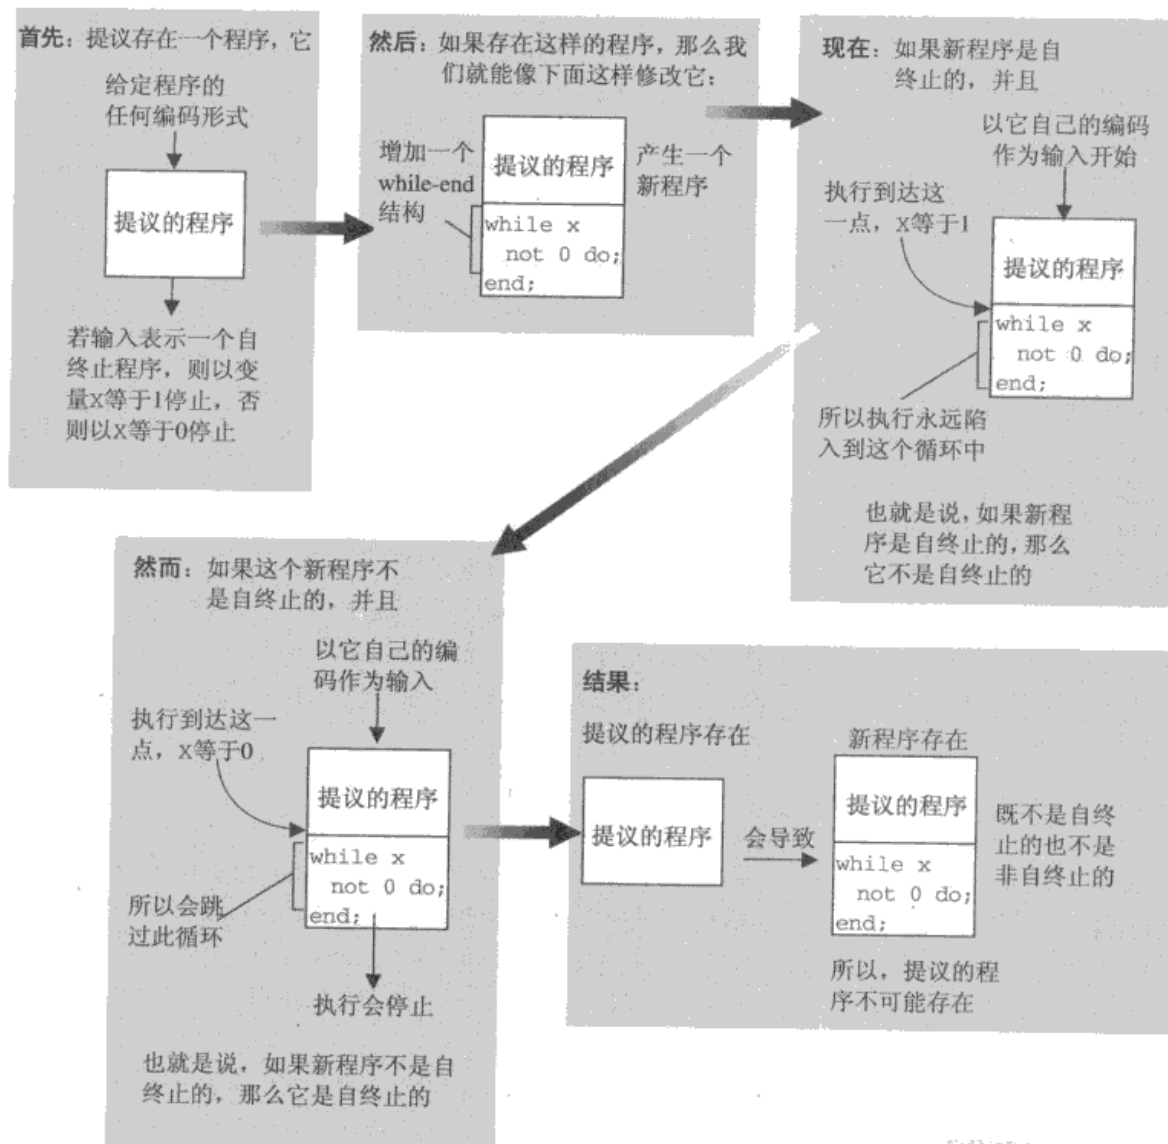 首先：提议存在一个程序，它
给定程序的
任何编码形式
提议的程序
若输入表示一个自
终止程序，则以变
量X等于1停止，否
则以X等于0停止
然后：如果存在这样的程序，那么我
们就能像下面这样修改它：
增加一个
while-end
结构
提议的程序
while x
not 0 do;
end;
产生一个
新程序
现在：如果新程序是自
终止的，并且
以它自己的编码
作为输入开始
执行到达这
一点，X等于1
提议的程序
while x
not 0 do;
end;
所以执行永远陷
入到这个循环中
也就是说，如果新程
序是自终止的，那么
它不是自终止的
然而：如果这个新程序不
是自终止的，并且
以它自己的编
码作为输入
执行到达这一
点，X等于0
提议的程序
while x
not 0 do;
end;
所以会跳
过此循环
执行会停止
也就是说，如果新程序不是自
终止的，那么它是自终止的
结果：
提议的程序存在
提议的程序
会导致
新程序存在
提议的程序
while x
not 0 do;
end;
既不是自终
止的也不是
非自终止的
所以，提议的程
序不可能存在